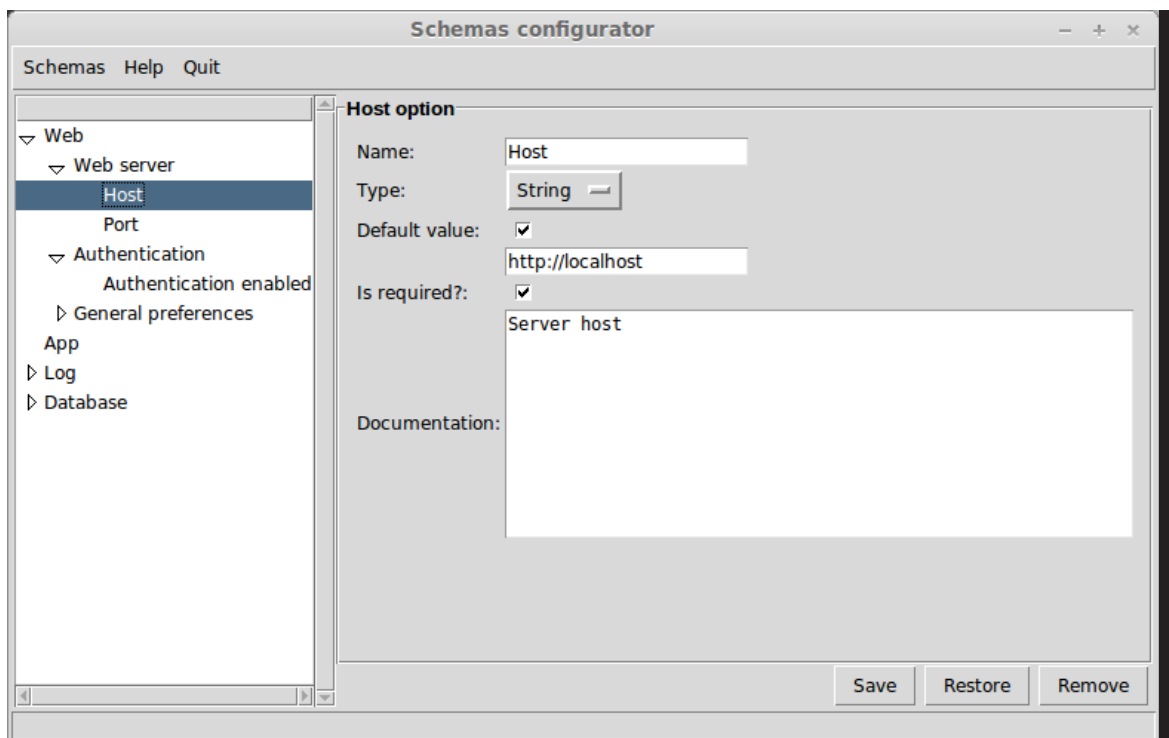 Schemas configurator
Schemas Help Quit
Web
Web server
Host
Port
Authentication
Authentication enabled
General preferences
App
Log
Database
Host option
Name: Host
Type: String
Default value:
http://localhost
Is required?:
Documentation: Server host
Save Restore Remove